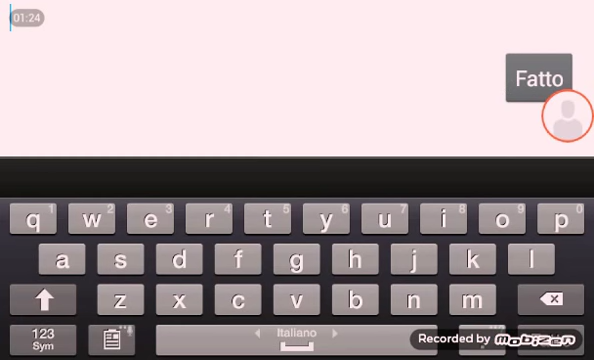 01:24
Fatto
q 1 w 2 e 3 r 4 t 5 y 6 u 7 i 8 o 9 p 0
a s d f g h j k l
z x c v b n m
123
Sym
Italiano
Recorded by MOBIZEN